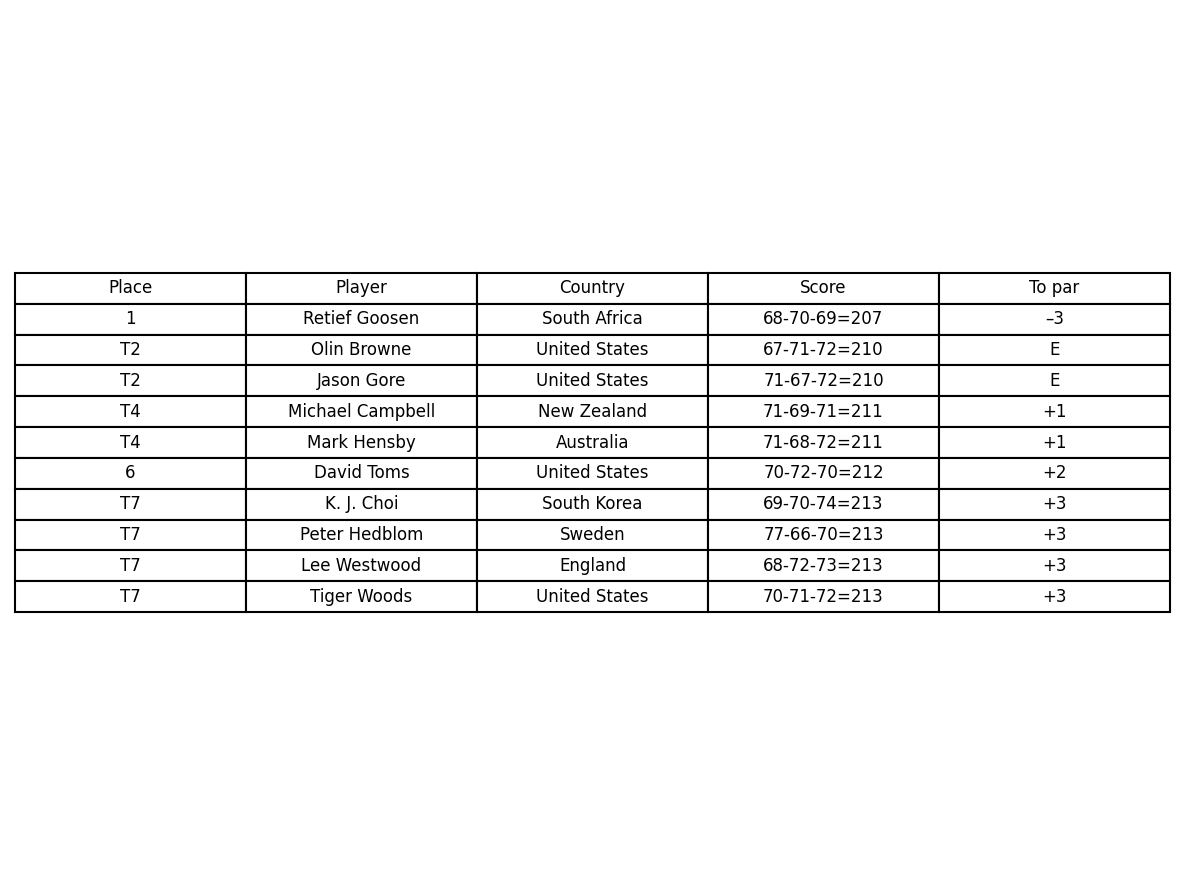 Place Player Country Score To par
1 Retief Goosen South Africa 68-70-69=207 –3
T2 Olin Browne United States 67-71-72=210 E
T2 Jason Gore United States 71-67-72=210 E
T4 Michael Campbell New Zealand 71-69-71=211 +1
T4 Mark Hensby Australia 71-68-72=211 +1
6 David Toms United States 70-72-70=212 +2
T7 K. J. Choi South Korea 69-70-74=213 +3
T7 Peter Hedblom Sweden 77-66-70=213 +3
T7 Lee Westwood England 68-72-73=213 +3
T7 Tiger Woods United States 70-71-72=213 +3